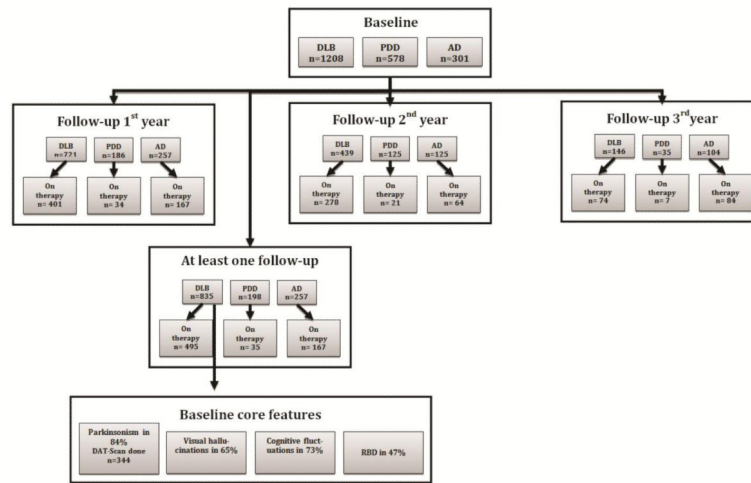 Baseline
DLB
n=1208
PDD
n=578
AD
n=301
Follow-up 1st year
DLB
n=721
PDD
n=186
AD
n=257
On
therapy
n= 401
On
therapy
n= 34
On
therapy
n= 167
Follow-up 2nd year
DLB
n=439
PDD
n=125
AD
n=125
On
therapy
n= 278
On
therapy
n= 21
On
therapy
n= 64
Follow-up 3rd year
DLB
n=146
PDD
n=35
AD
n=104
On
therapy
n= 74
On
therapy
n= 7
On
therapy
n= 84
At least one follow-up
DLB
n=835
PDD
n=198
AD
n=257
On
therapy
n= 495
On
therapy
n= 35
On
therapy
n= 167
Baseline core features
Parkinsonism in
84%
DAT-Scan done
n=344
Visual hallu-
cinations in 65%
Cognitive fluct-
uations in 73%
RBD in 47%